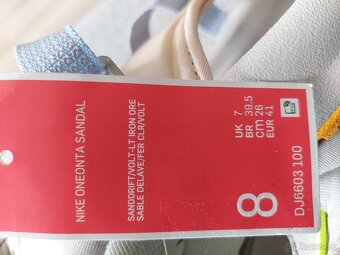 NIKE ONEONTA SANDAL
SANDDRIFT/VOLT-LT IRON ORE
SABLE DELAVE/FER CLR/VOLT
UK 7
BR 39.5
cm 26
EUR 41
8
DJ6603 100